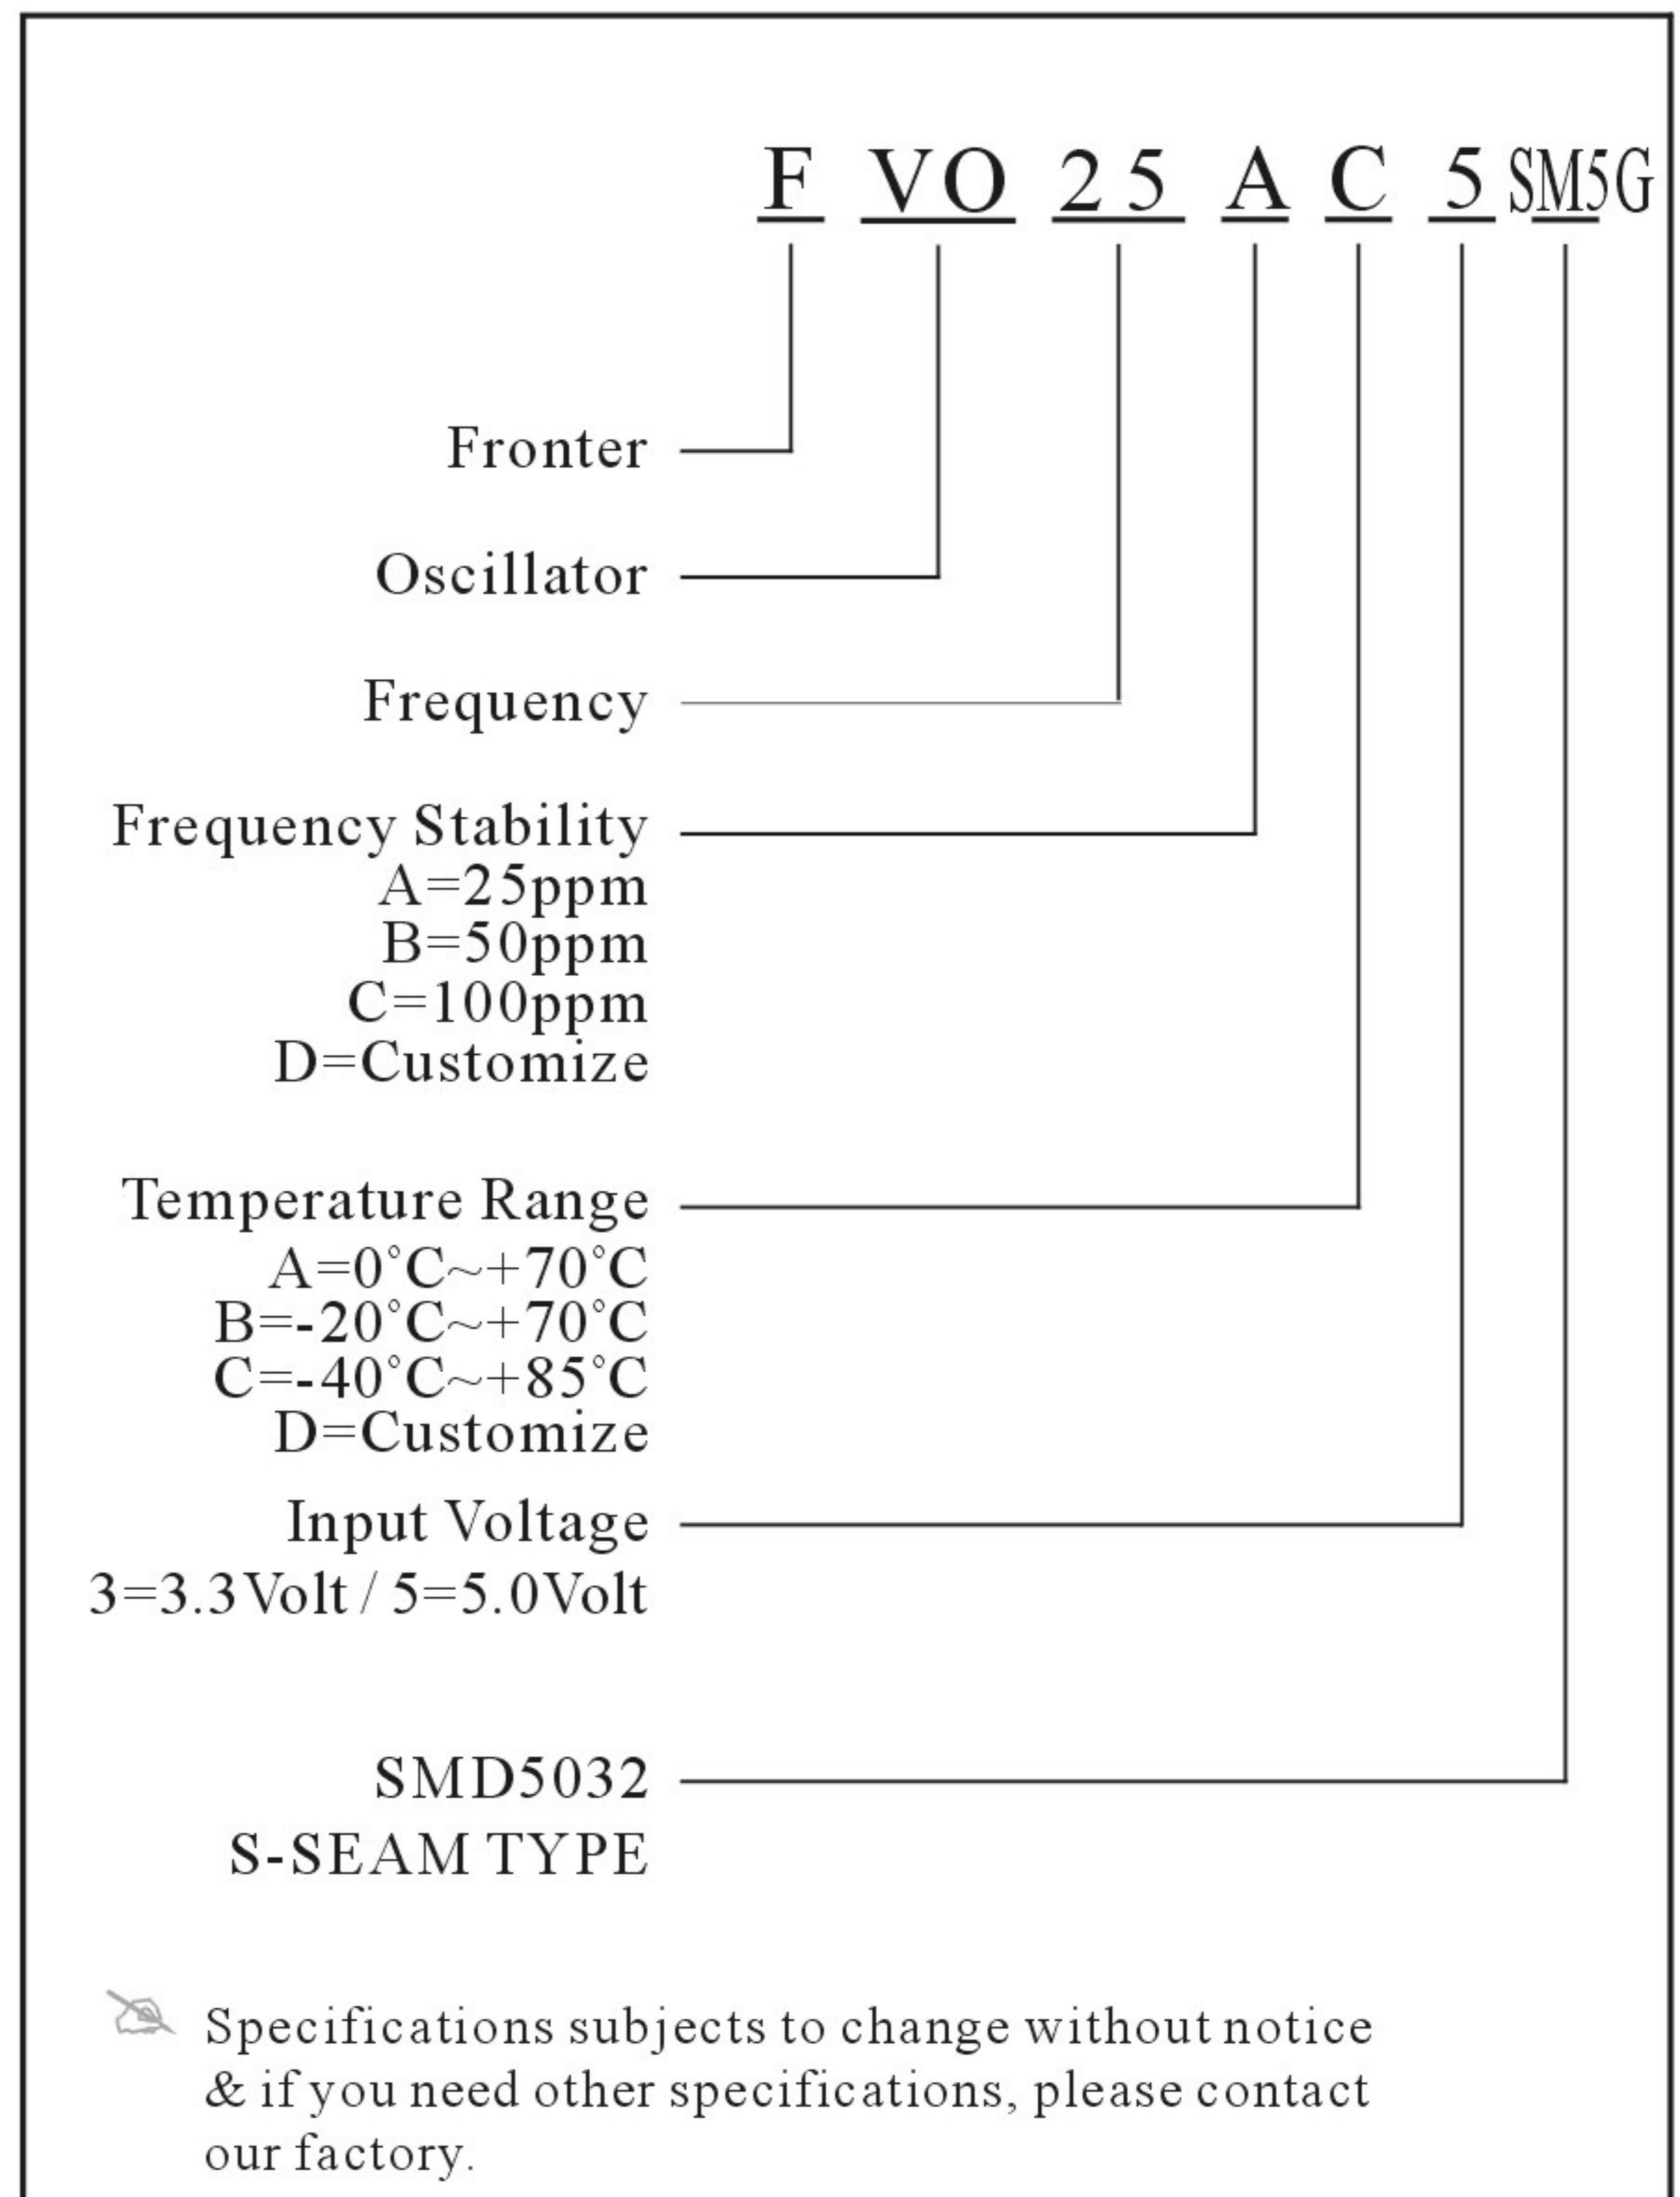 F VO 25 A C 5 SM5G
Fronter
Oscillator
Frequency
Frequency Stability
A=25ppm
B=50ppm
C=100ppm
D=Customize
Temperature Range
A=0°C~+70°C
B=-20°C~+70°C
C=-40°C~+85°C
D=Customize
Input Voltage
3=3.3Volt / 5=5.0Volt
SMD5032
S-SEAM TYPE
Specifications subjects to change without notice
& if you need other specifications, please contact
our factory.